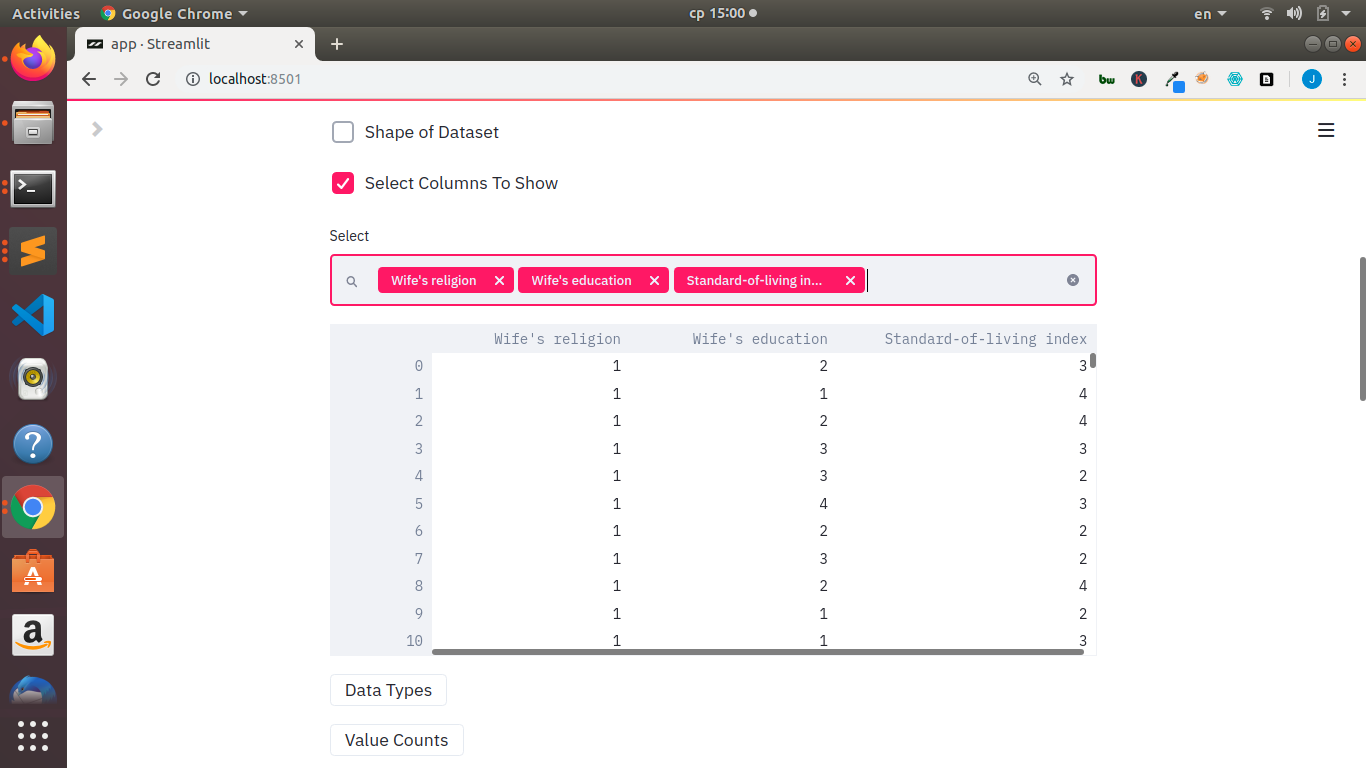 Activities Google Chrome ср 15:00 en
app · Streamlit
localhost:8501 bw K J
Shape of Dataset
Select Columns To Show
Select
Wife's religion Wife's education Standard-of-living in...
Wife's religion Wife's education Standard-of-living index
0 1 2 3
1 1 1 4
2 1 2 4
3 1 3 3
4 1 3 2
5 1 4 3
6 1 2 2
7 1 3 2
8 1 2 4
9 1 1 2
10 1 1 3
Data Types
Value Counts